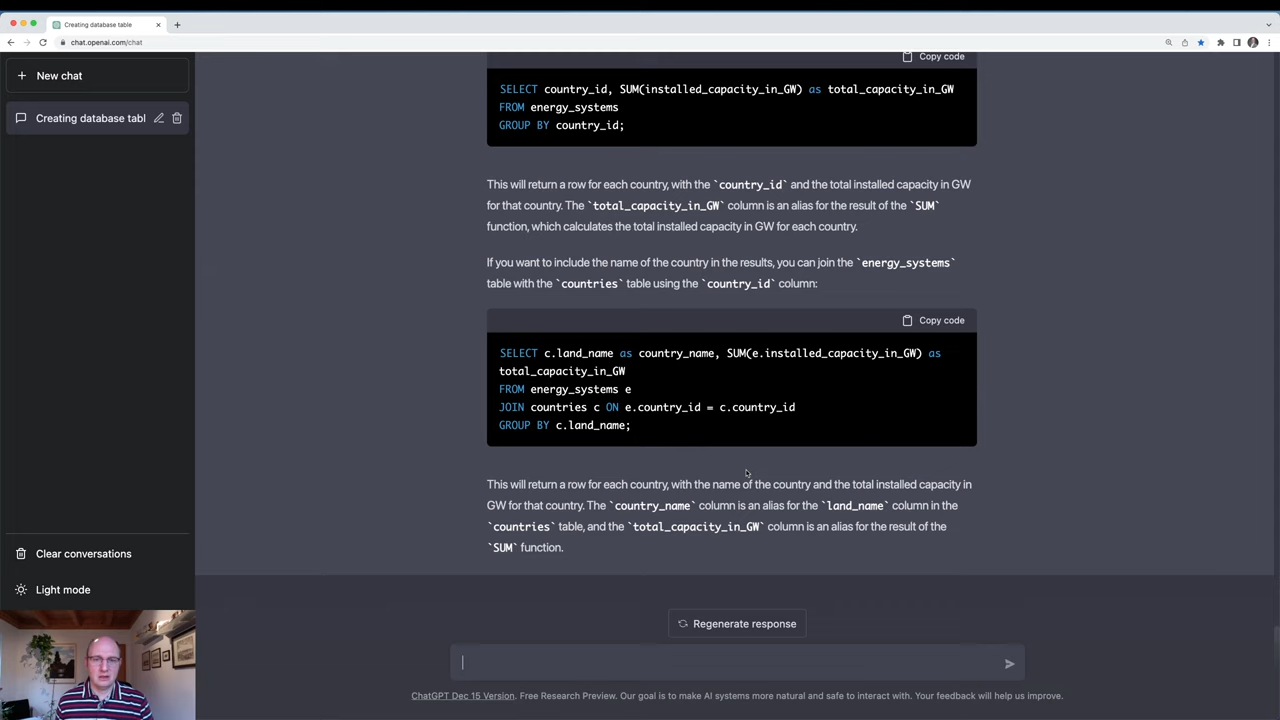 Creating database table
chat.openai.com/chat
New chat
Creating database tabl
Clear conversations
Light mode
Copy code
SELECT country_id, SUM(installed_capacity_in_GW) as total_capacity_in_GW
FROM energy_systems
GROUP BY country_id;
This will return a row for each country, with the `country_id` and the total installed capacity in GW
for that country. The `total_capacity_in_GW` column is an alias for the result of the `SUM`
function, which calculates the total installed capacity in GW for each country.
If you want to include the name of the country in the results, you can join the `energy_systems`
table with the `countries` table using the `country_id` column:
Copy code
SELECT c.land_name as country_name, SUM(e.installed_capacity_in_GW) as
total_capacity_in_GW
FROM energy_systems e
JOIN countries c ON e.country_id = c.country_id
GROUP BY c.land_name;
This will return a row for each country, with the name of the country and the total installed capacity in
GW for that country. The `country_name` column is an alias for the `land_name` column in the
`countries` table, and the `total_capacity_in_GW` column is an alias for the result of the
`SUM` function.
Regenerate response
ChatGPT Dec 15 Version. Free Research Preview. Our goal is to make AI systems more natural and safe to interact with. Your feedback will help us improve.